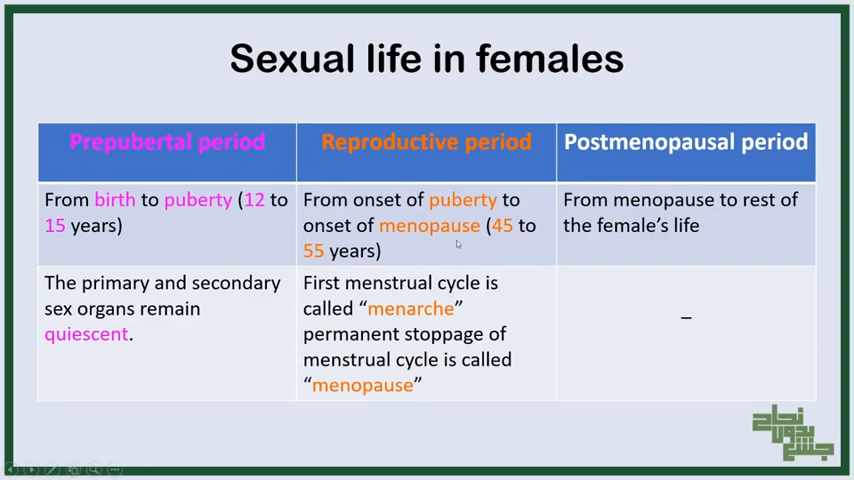 Sexual life in females
Prepubertal period
Reproductive period
Postmenopausal period
From birth to puberty (12 to
15 years)
From onset of puberty to
onset of menopause (45 to
55 years)
From menopause to rest of
the female’s life
The primary and secondary
sex organs remain
quiescent.
First menstrual cycle is
called “menarche”
permanent stoppage of
menstrual cycle is called
“menopause”
–
نجاح
بدون
جشع